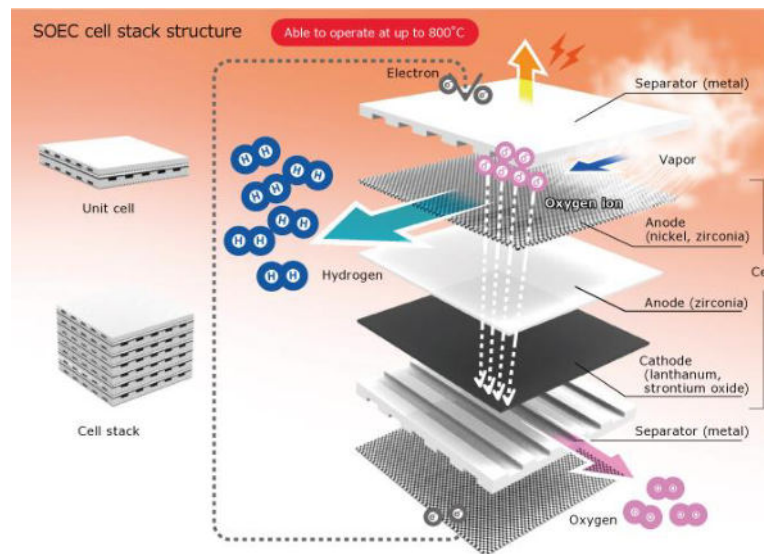 SOEC cell stack structure
Able to operate at up to 800°C
Electron
Separator (metal)
Vapor
Unit cell
Oxygen ion
Anode
(nickel, zirconia)
Hydrogen
Anode (zirconia)
Cathode
(lanthanum,
strontium oxide)
Cell stack
Separator (metal)
Oxygen
H H
H H
H H
H H
H H
H H